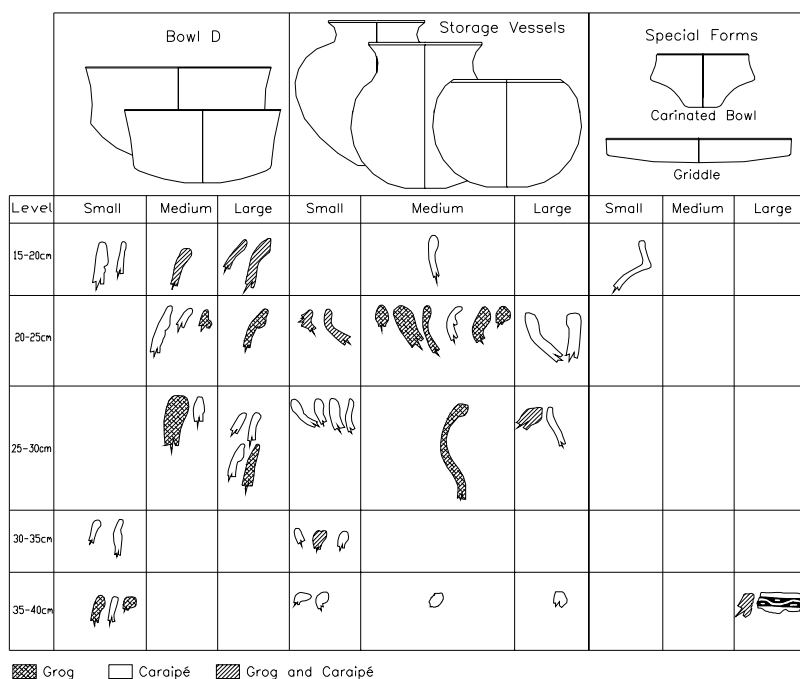 Bowl D
Storage Vessels
Special Forms
Carinated Bowl
Griddle
Level Small Medium Large Small Medium Large Small Medium Large
15-20cm
20-25cm
25-30cm
30-35cm
35-40cm
Grog Caraipé Grog and Caraipé